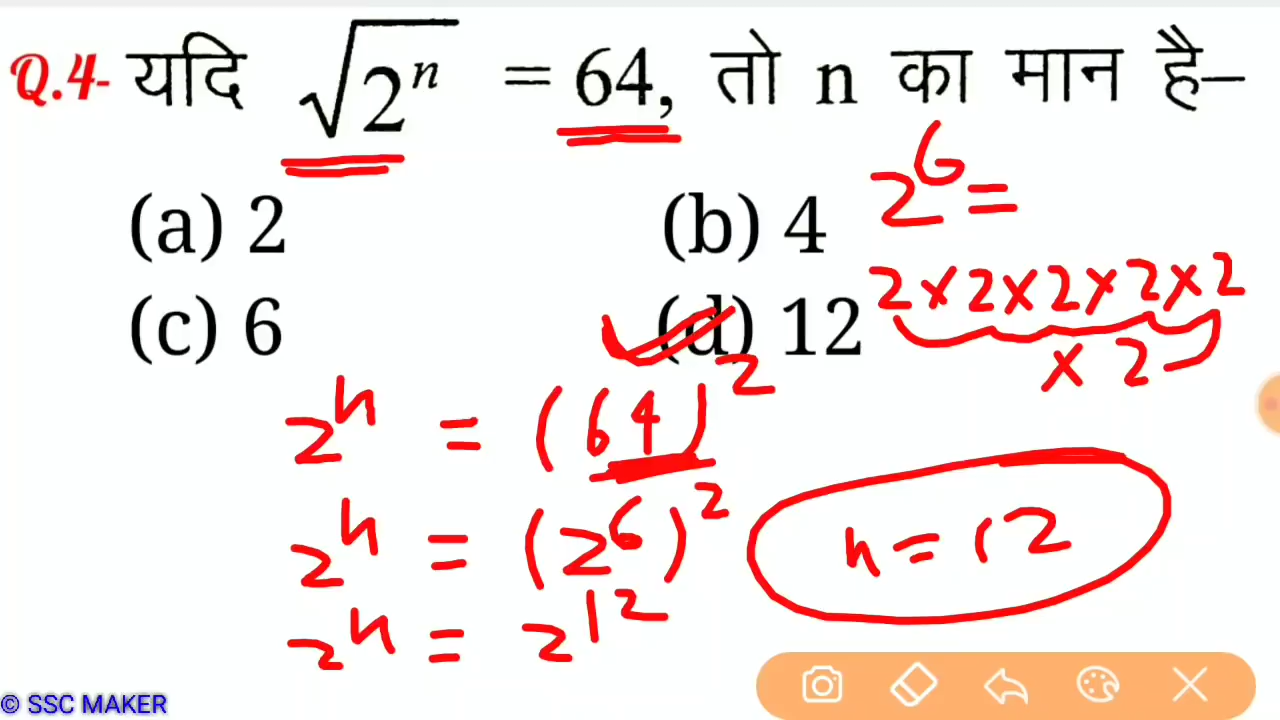 Q.4- यदि √2ⁿ = 64, तो n का मान है–
2⁶ =
(a) 2 (b) 4
2 × 2 × 2 × 2 × 2
× 2
(c) 6 (d) 12
2ⁿ = (64)²
2ⁿ = (2⁶)²
n = 12
2ⁿ = 2¹²
© SSC MAKER